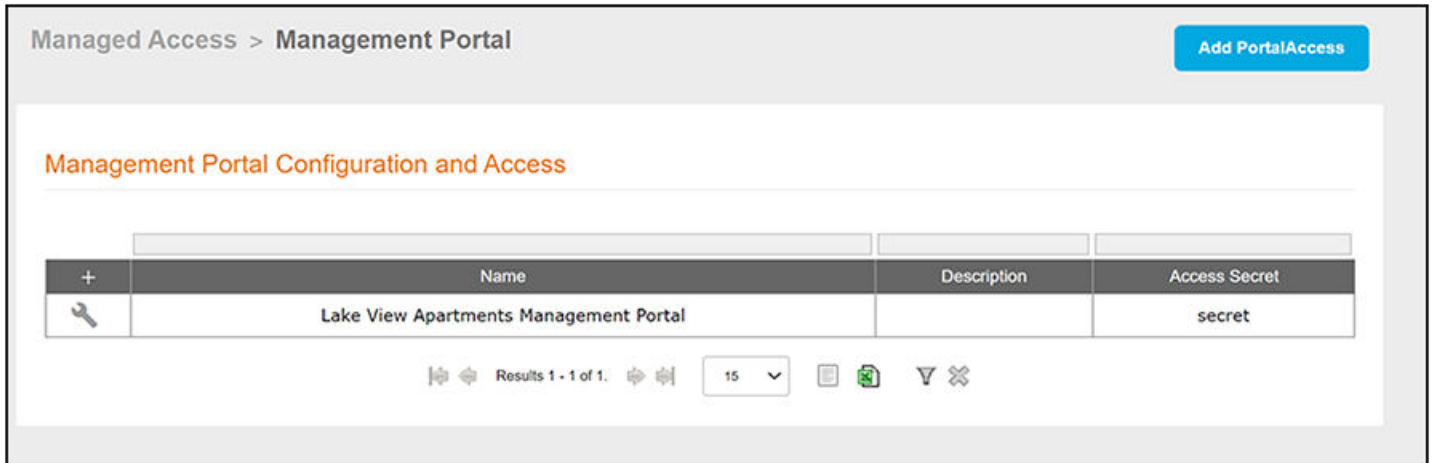 Managed Access > Management Portal
Add PortalAccess
Management Portal Configuration and Access
+ Name Description Access Secret
Lake View Apartments Management Portal secret
Results 1 - 1 of 1. 15